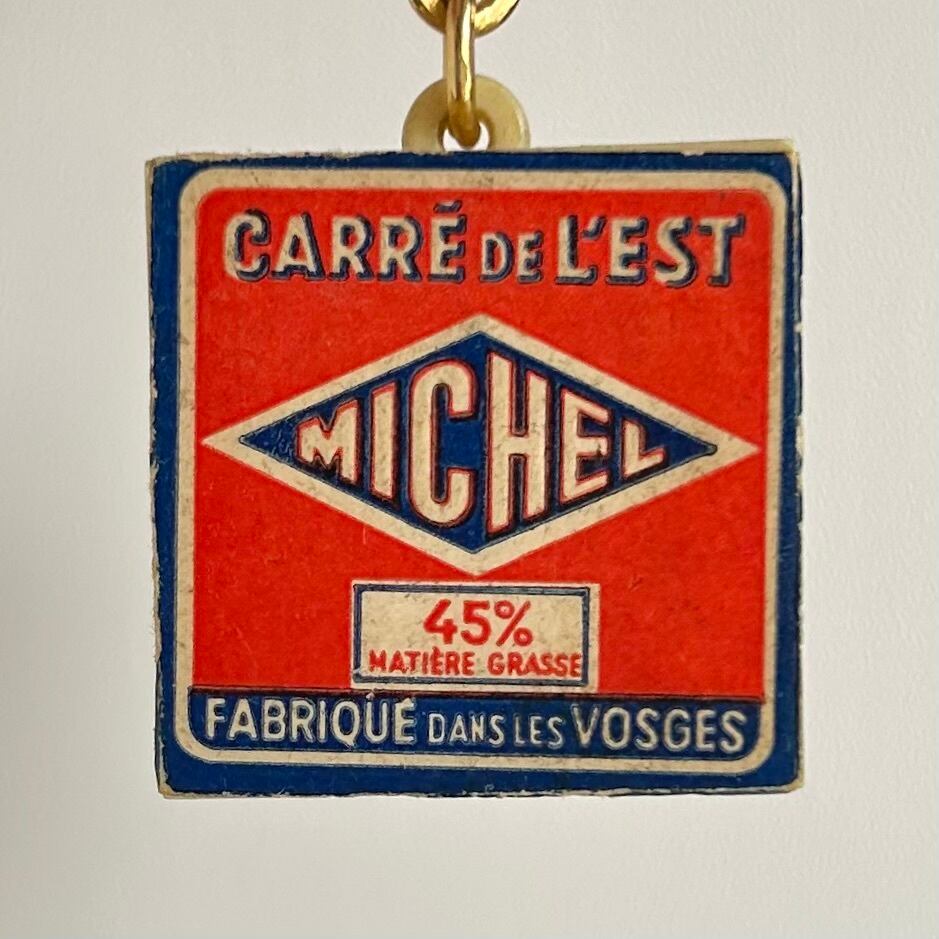 CARRÉ DE L'EST
MICHEL
45%
MATIÈRE GRASSE
FABRIQUÉ DANS LES VOSGES